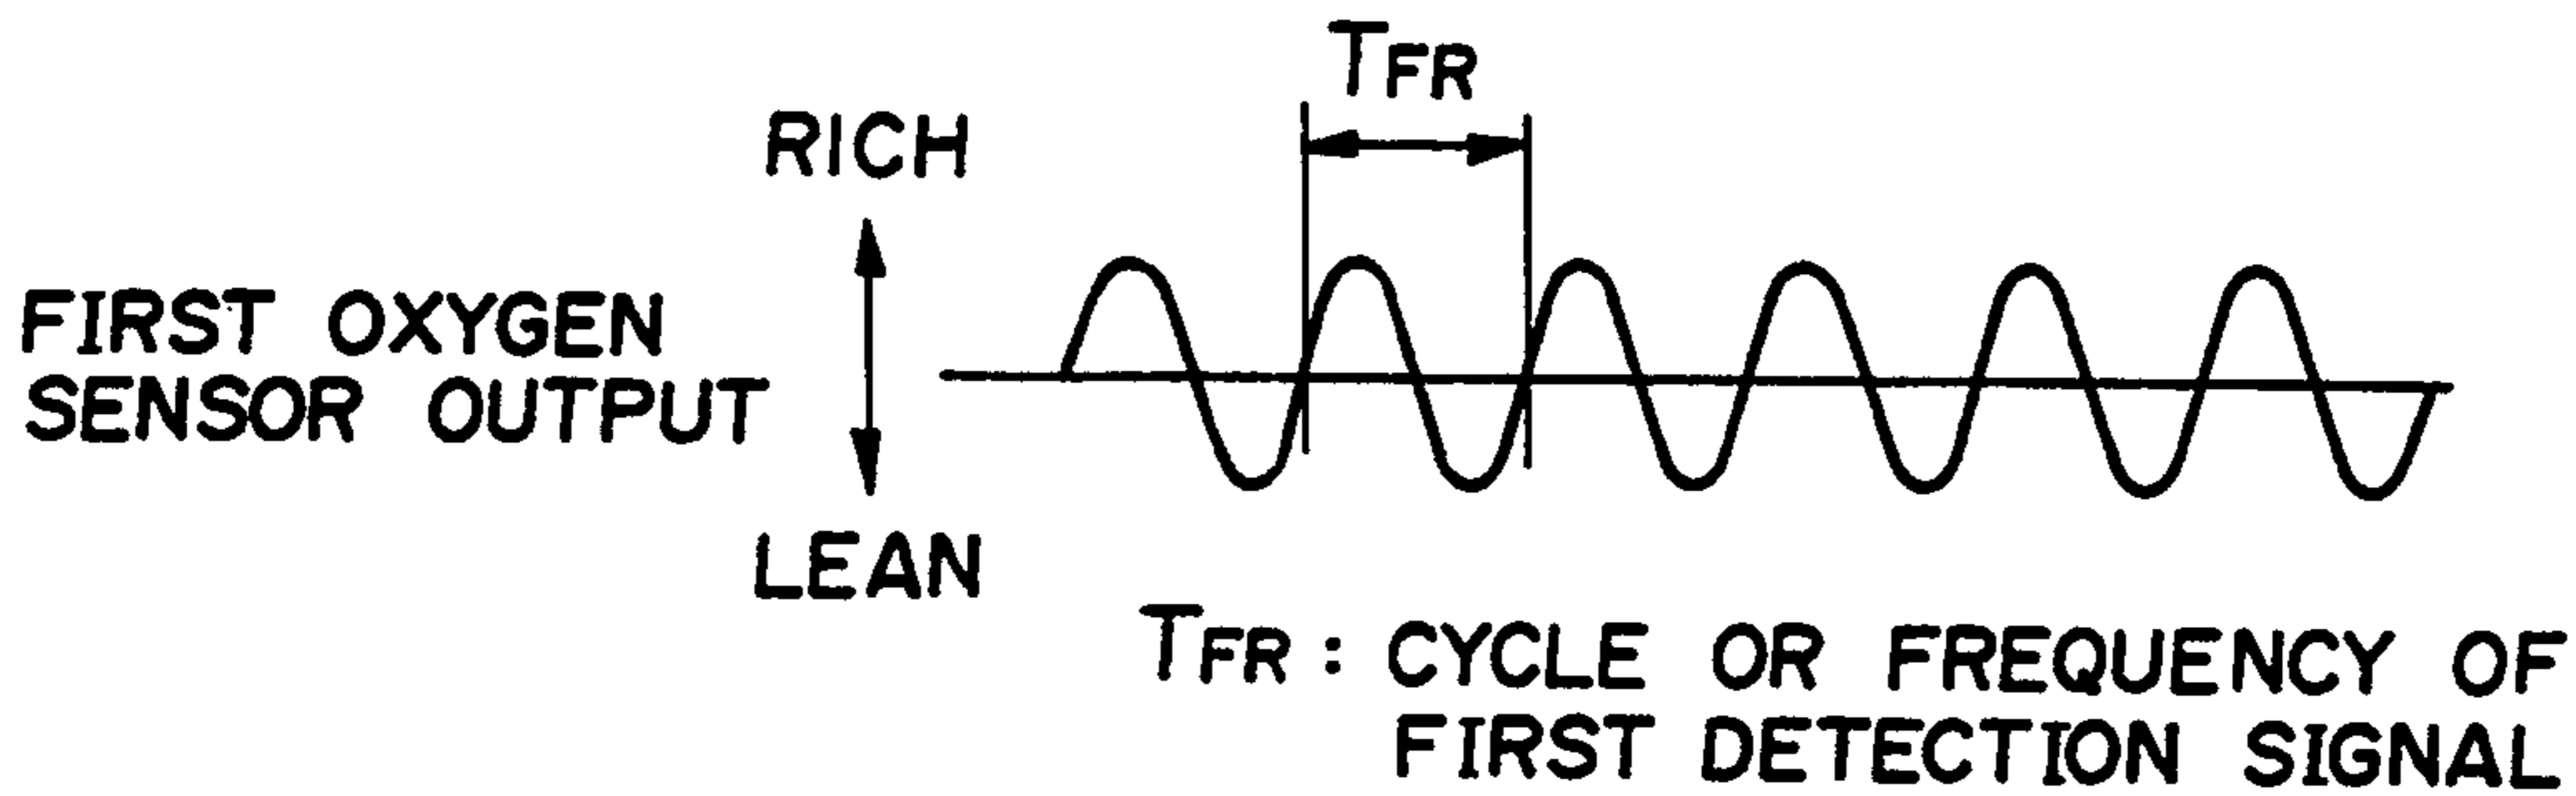 TFR
RICH
FIRST OXYGEN
SENSOR OUTPUT
LEAN
TFR : CYCLE OR FREQUENCY OF
FIRST DETECTION SIGNAL